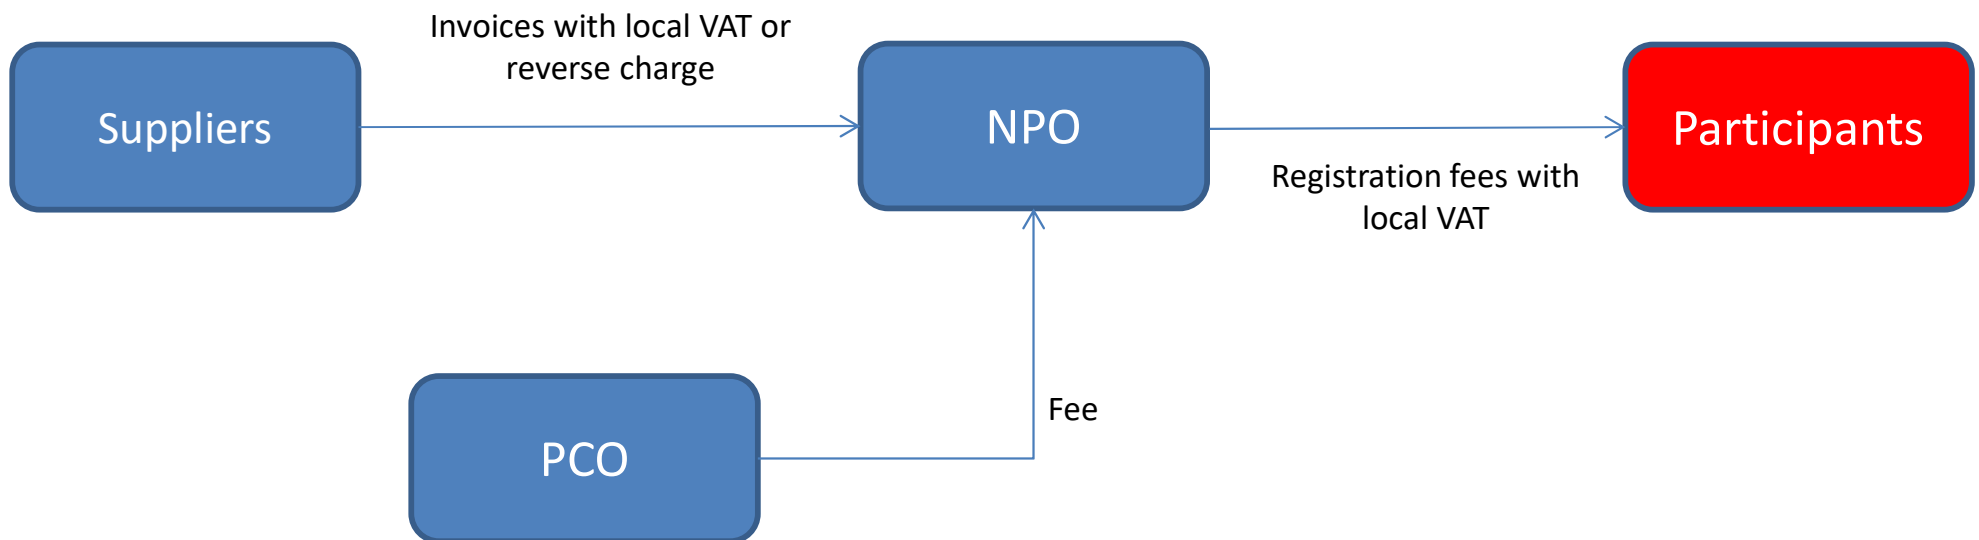 Invoices with local VAT or
reverse charge
Suppliers
NPO
Participants
Registration fees with
local VAT
Fee
PCO